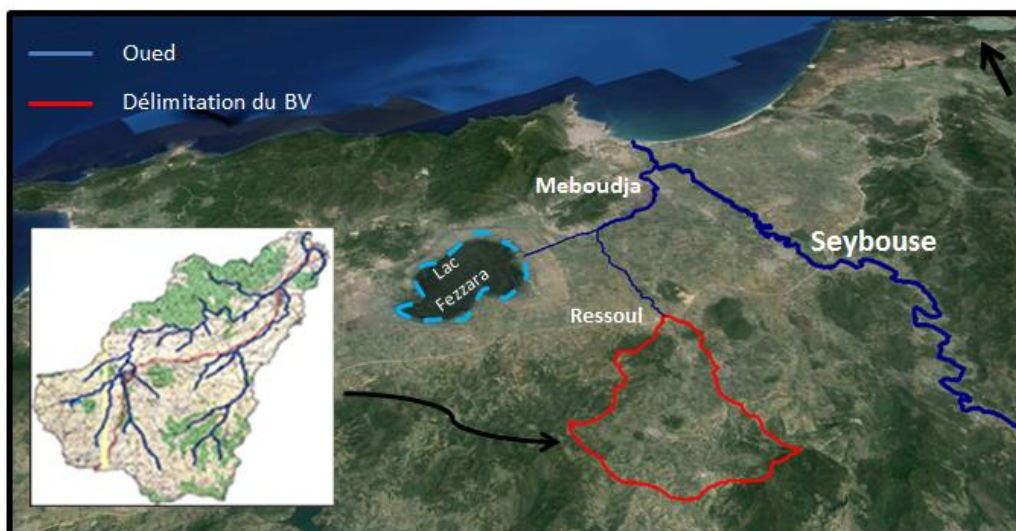 Oued
Délimitation du BV
Meboudja
Seybouse
Lac
Fezzara
Ressoul